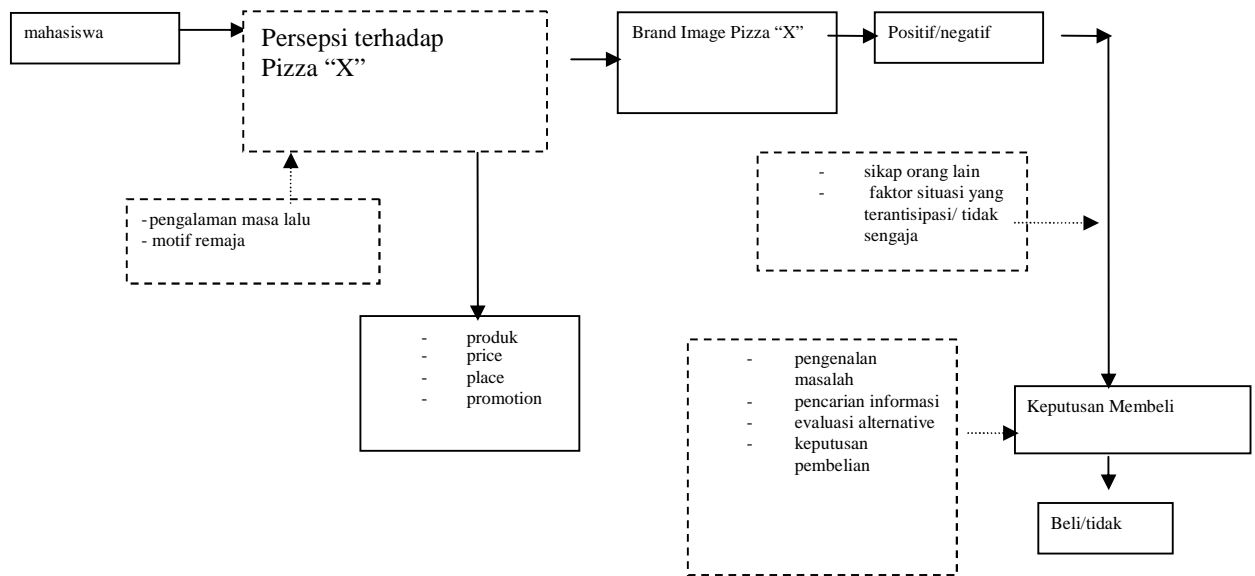 mahasiswa
Persepsi terhadap
Pizza “X”
Brand Image Pizza “X”
Positif/negatif
-pengalaman masa lalu
- motif remaja
- sikap orang lain
- faktor situasi yang
terantisipasi/ tidak
sengaja
- produk
- price
- place
- promotion
- pengenalan
masalah
- pencarian informasi
- evaluasi alternative
- keputusan
pembelian
Keputusan Membeli
Beli/tidak